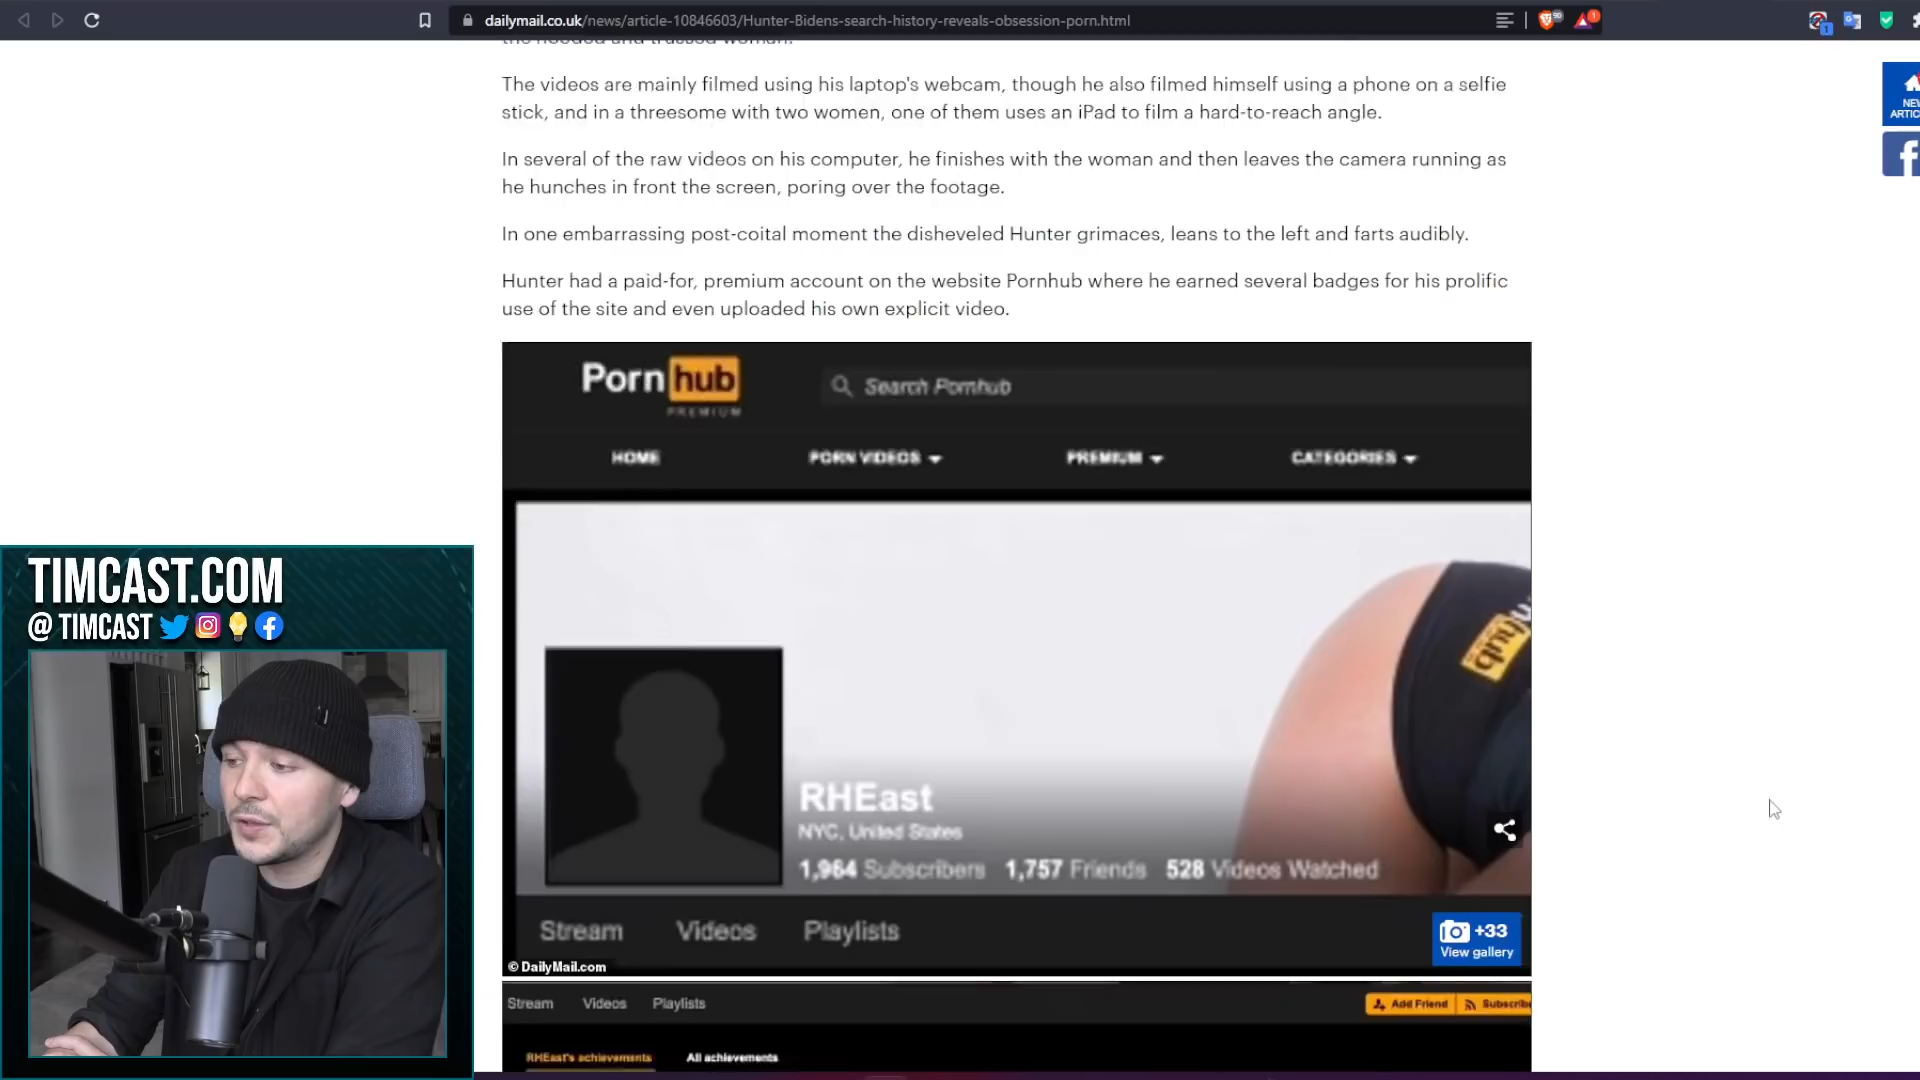 dailymail.co.uk/news/article-10846603/Hunter-Bidens-search-history-reveals-obsession-porn.html
the hooded and trussed woman.
The videos are mainly filmed using his laptop's webcam, though he also filmed himself using a phone on a selfie
stick, and in a threesome with two women, one of them uses an iPad to film a hard-to-reach angle.
In several of the raw videos on his computer, he finishes with the woman and then leaves the camera running as
he hunches in front the screen, poring over the footage.
In one embarrassing post-coital moment the disheveled Hunter grimaces, leans to the left and farts audibly.
Hunter had a paid-for, premium account on the website Pornhub where he earned several badges for his prolific
use of the site and even uploaded his own explicit video.
NEW
ARTIC
Porn hub
PREMIUM
Search Pornhub
HOME PORN VIDEOS PREMIUM CATEGORIES
hub
RHEast
NYC, United States
1,964 Subscribers 1,757 Friends 528 Videos Watched
Stream Videos Playlists
+33
View gallery
© DailyMail.com
Stream Videos Playlists
Add Friend Subscribe
RHEast's achievements All achievements
TIMCAST.COM
@ TIMCAST